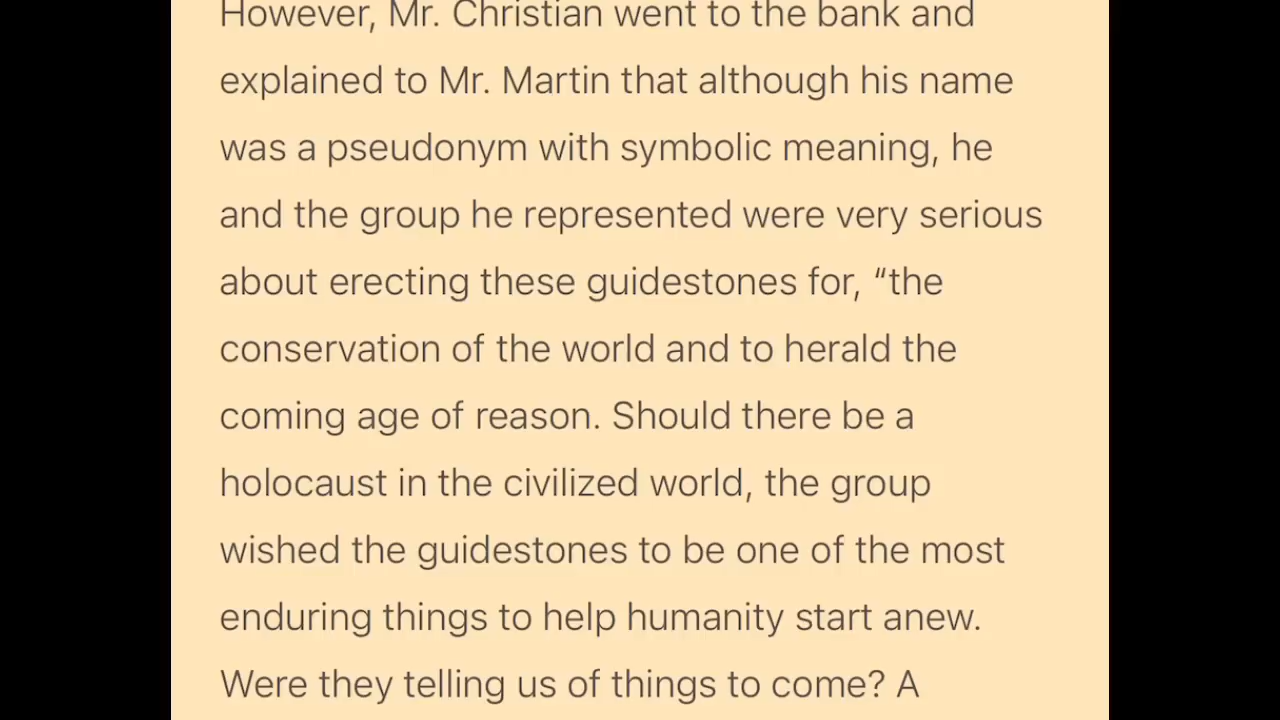 However, Mr. Christian went to the bank and
explained to Mr. Martin that although his name
was a pseudonym with symbolic meaning, he
and the group he represented were very serious
about erecting these guidestones for, “the
conservation of the world and to herald the
coming age of reason. Should there be a
holocaust in the civilized world, the group
wished the guidestones to be one of the most
enduring things to help humanity start anew.
Were they telling us of things to come? A